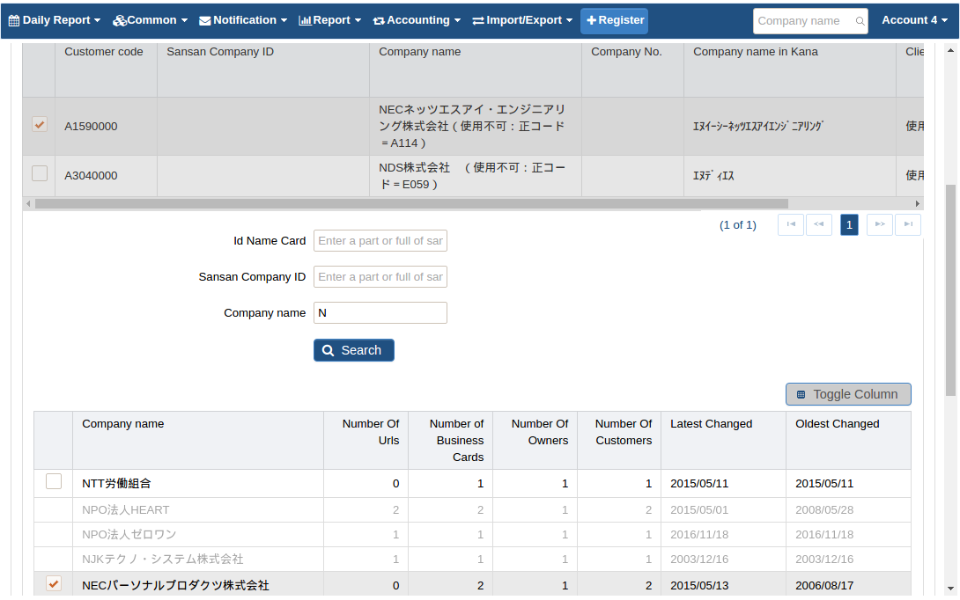 Daily Report Common Notification Report Accounting Import/Export Register Company name Account 4
Customer code Sansan Company ID Company name Company No. Company name in Kana Clie
NECネッツエスアイ・エンジニアリ
ング株式会社(使用不可:正コード
=A114)
A1590000 ｴﾇｲｰｼｰﾈｯﾂｴｽｱｲｴﾝｼﾞﾆｱﾘﾝｸﾞ 使用
NDS株式会社 (使用不可:正コー
ド=E059)
A3040000 ｴﾇﾃﾞｨｴｽ 使用
(1 of 1) 1
Id Name Card Enter a part or full of sar
Sansan Company ID Enter a part or full of sar
Company name N
Search
Toggle Column
Company name Number Of Urls Number of Business Cards Number Of Owners Number Of Customers Latest Changed Oldest Changed
NTT労働組合 0 1 1 1 2015/05/11 2015/05/11
NPO法人HEART 2 2 1 2 2015/05/01 2008/05/28
NPO法人ゼロワン 1 1 1 1 2016/11/18 2016/11/18
NJKテクノ・システム株式会社 1 1 1 1 2003/12/16 2003/12/16
NECパーソナルプロダクツ株式会社 0 2 1 2 2015/05/13 2006/08/17